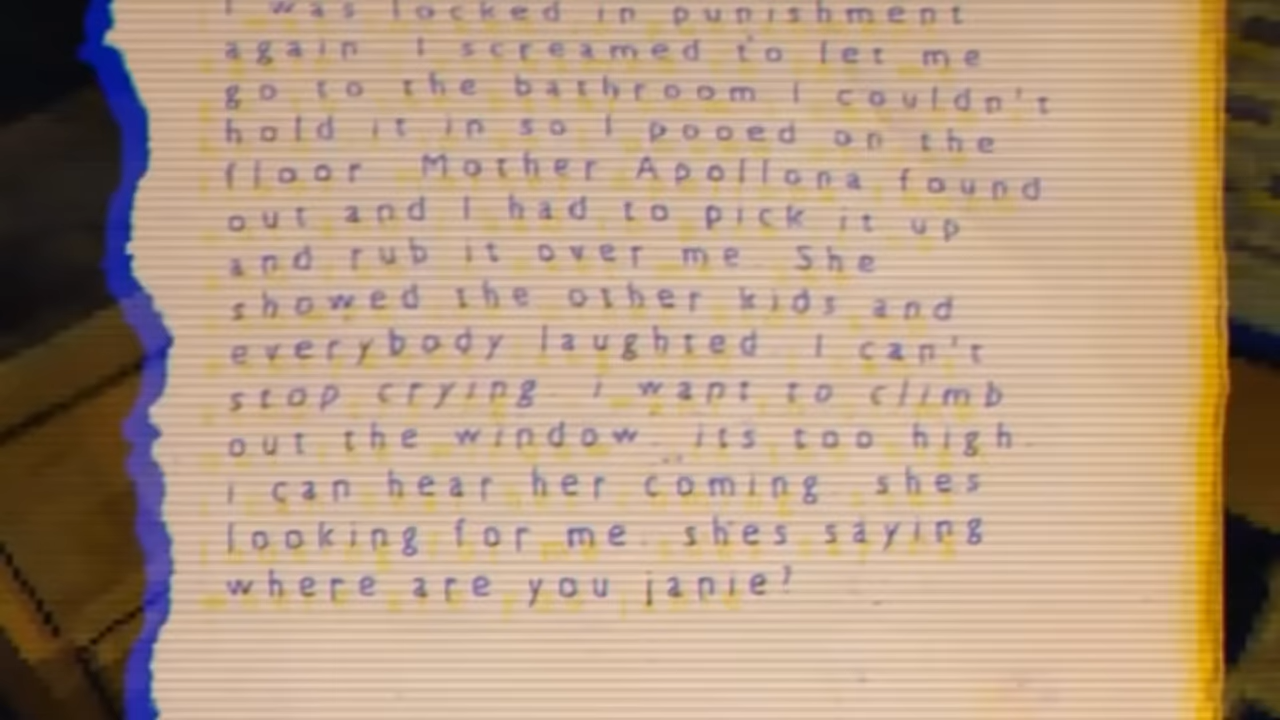 I was locked in punishment
again I screamed to let me
go to the bathroom I couldn't
hold it in so I pooed on the
floor Mother Apollona found
out and I had to pick it up
and rub it over me She
showed the other kids and
everybody laughted I can't
stop crying i want to climb
out the window.. its too high.
i can hear her coming shes
looking for me. shes saying
where are you janie?